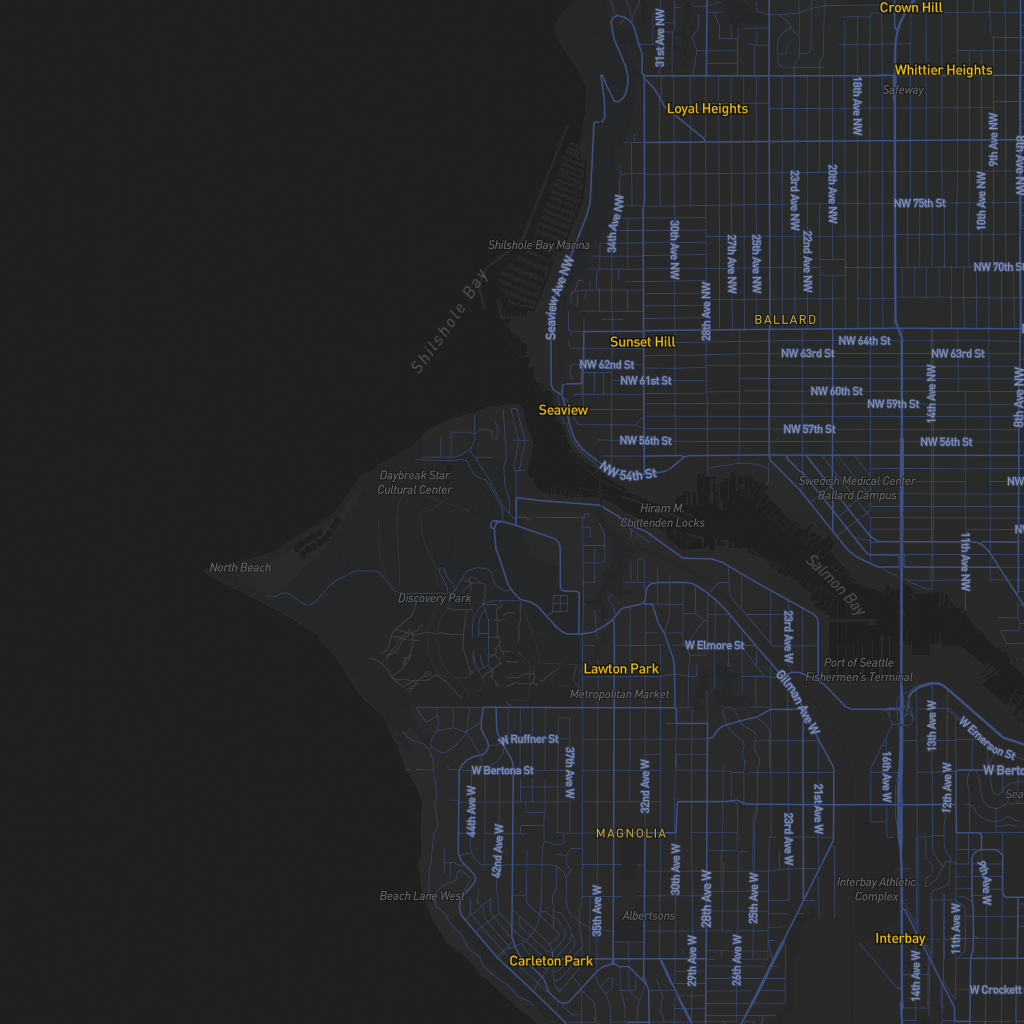 Crown Hill
31st Ave NW
Whittier Heights
Safeway
18th Ave NW
Loyal Heights
9th Ave NW
8th Ave NW
23rd Ave NW
20th Ave NW
10th Ave NW
NW 75th St
34th Ave NW
30th Ave NW
27th Ave NW
25th Ave NW
22nd Ave NW
Shilshole Bay Marina
NW 70th St
Seaview Ave NW
Shilshole Bay
28th Ave NW
BALLARD
Sunset Hill
NW 64th St
NW 63rd St
NW 63rd St
NW 62nd St
NW 61st St
NW 60th St
14th Ave NW
8th Ave NW
NW 59th St
Seaview
NW 57th St
NW 56th St
NW 56th St
NW 54th St
Daybreak Star
Cultural Center
Swedish Medical Center
Ballard Campus
NW
Hiram M.
Chittenden Locks
11th Ave NW
North Beach
Salmon Bay
Discovery Park
23rd Ave W
W Elmore St
Lawton Park
Port of Seattle
Fishermen's Terminal
Metropolitan Market
Gilman Ave W
13th Ave W
W Emerson St
W Ruffner St
37th Ave W
W Bertona St
32nd Ave W
16th Ave W
12th Ave W
44th Ave W
21st Ave W
23rd Ave W
MAGNOLIA
42nd Ave W
30th Ave W
9th Ave W
Beach Lane West
35th Ave W
28th Ave W
25th Ave W
Interbay Athletic
Complex
Albertsons
11th Ave W
Interbay
29th Ave W
26th Ave W
Carleton Park
14th Ave W
W Crockett